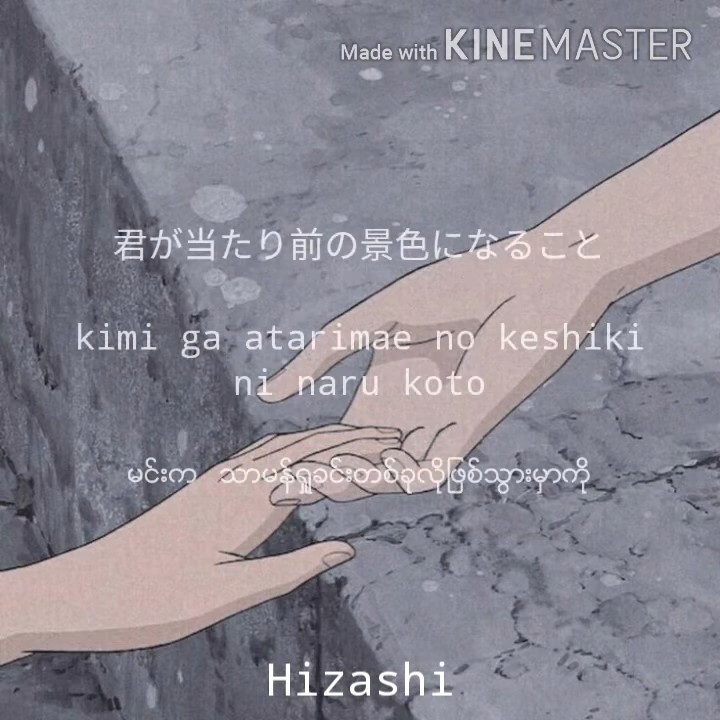 Made with KINEMASTER
君が当たり前の景色になること
kimi ga atarimae no keshiki
ni naru koto
မင်းက သာမန်ရှုခင်းတစ်ခုလိုဖြစ်သွားမှာကို
Hizashi